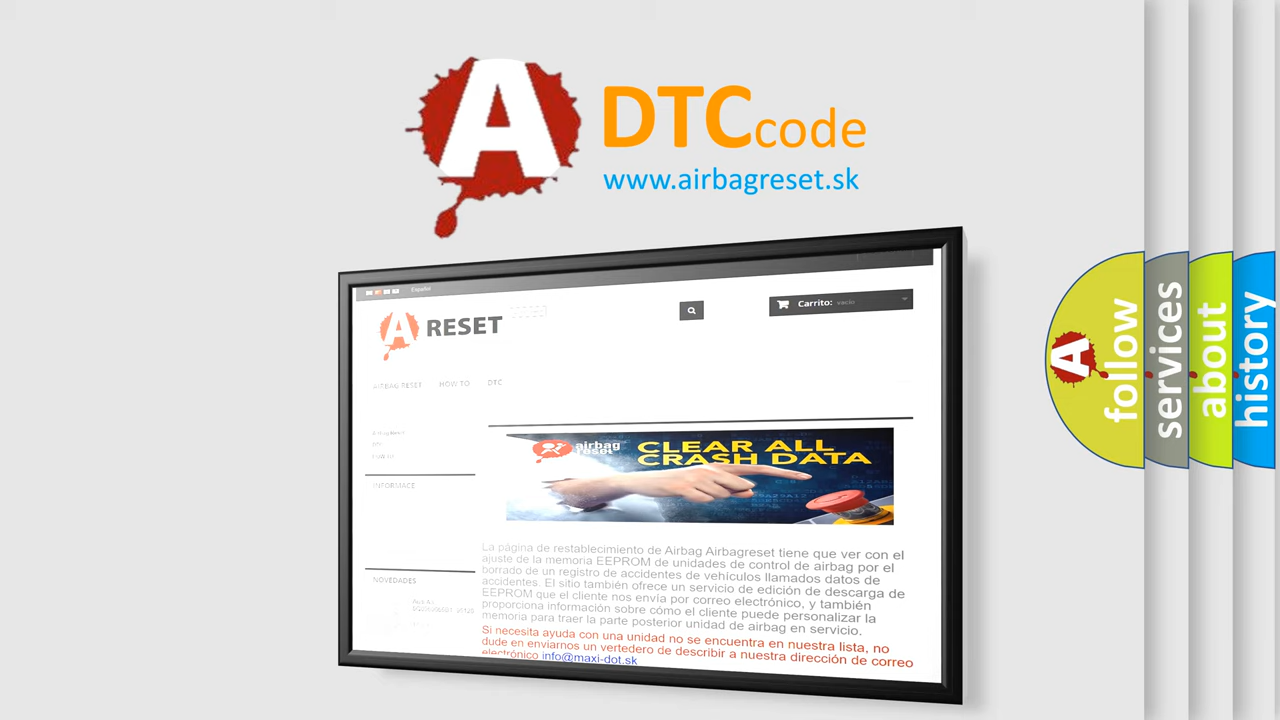 A DTCcode
www.airbagreset.sk
Español
A RESET
Carrito: vacío
AIRBAG RESET HOW TO DTC
INFORMACE
NOVEDADES
airbag
reset
CLEAR ALL
CRASH DATA
La página de restablecimiento de Airbag Airbagreset tiene que ver con el
ajuste de la memoria EEPROM de unidades de control de airbag por el
borrado de un registro de accidentes de vehículos llamados datos de
accidentes. El sitio también ofrece un servicio de edición de descarga de
EEPROM que el cliente nos envía por correo electrónico, y también
proporciona información sobre cómo el cliente puede personalizar la
memoria para traer la parte posterior unidad de airbag en servicio.
Si necesita ayuda con una unidad no se encuentra en nuestra lista, no
dude en enviarnos un vertedero de describir a nuestra dirección de correo
electrónico info@maxi-dot.sk
A follow
services
about
history